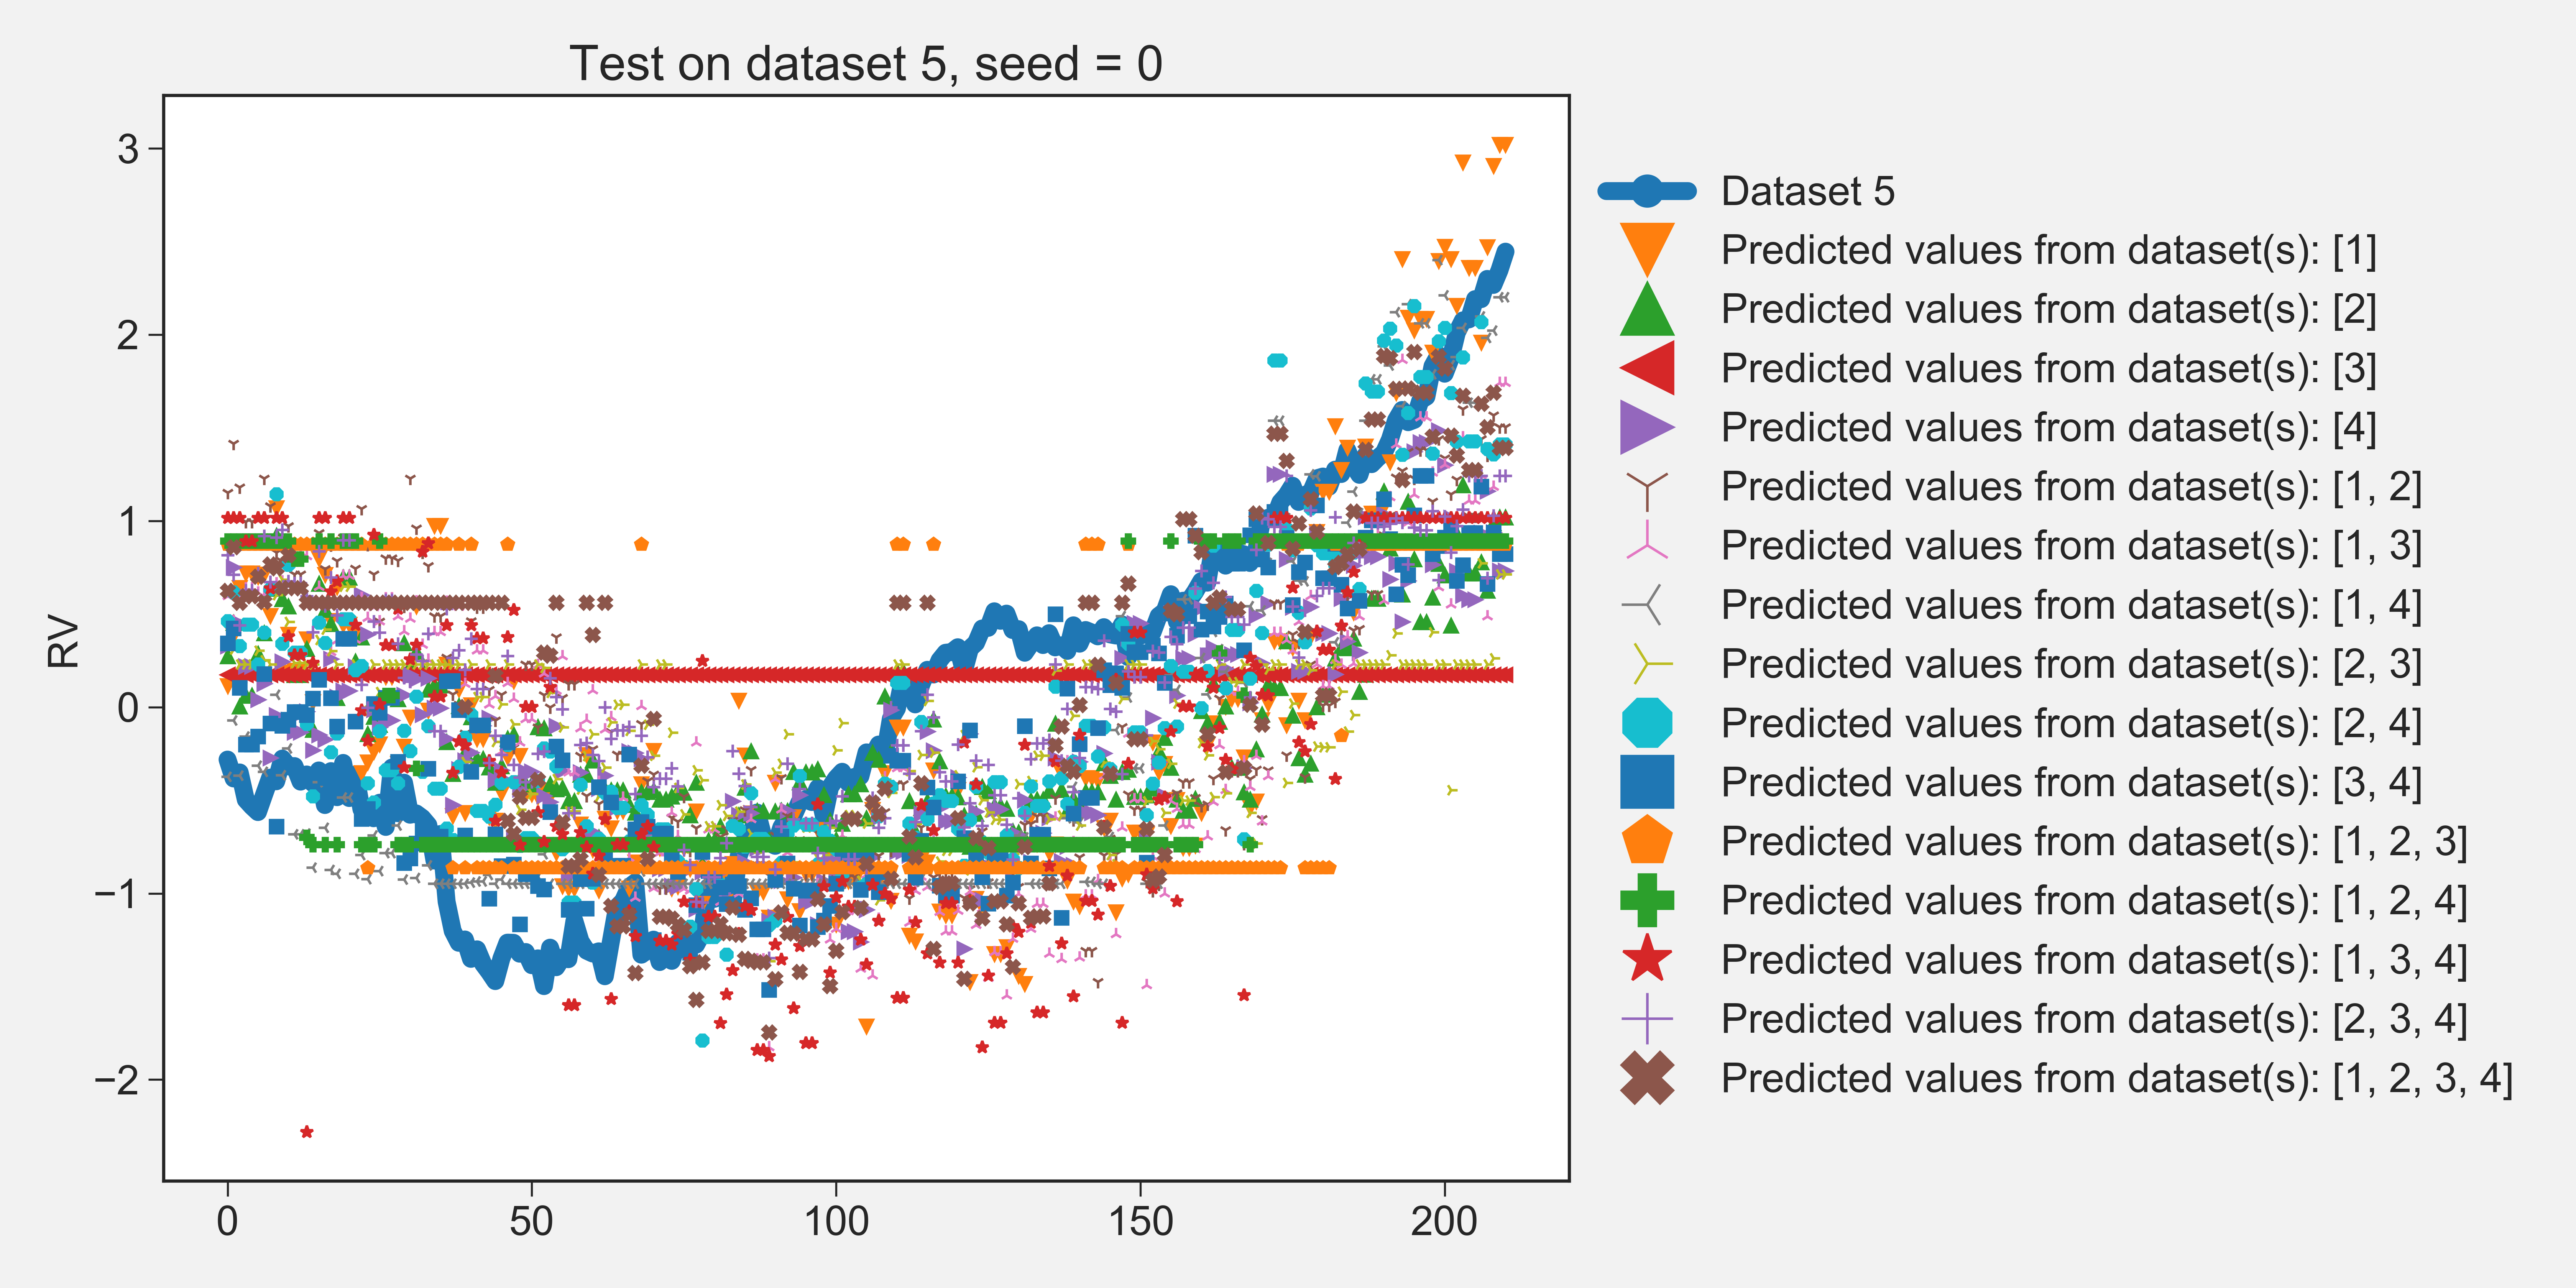 Test on dataset 5, seed = 0
RV
3
2
1
0
−1
−2
0
50
100
150
200
Dataset 5
Predicted values from dataset(s): [1]
Predicted values from dataset(s): [2]
Predicted values from dataset(s): [3]
Predicted values from dataset(s): [4]
Predicted values from dataset(s): [1, 2]
Predicted values from dataset(s): [1, 3]
Predicted values from dataset(s): [1, 4]
Predicted values from dataset(s): [2, 3]
Predicted values from dataset(s): [2, 4]
Predicted values from dataset(s): [3, 4]
Predicted values from dataset(s): [1, 2, 3]
Predicted values from dataset(s): [1, 2, 4]
Predicted values from dataset(s): [1, 3, 4]
Predicted values from dataset(s): [2, 3, 4]
Predicted values from dataset(s): [1, 2, 3, 4]